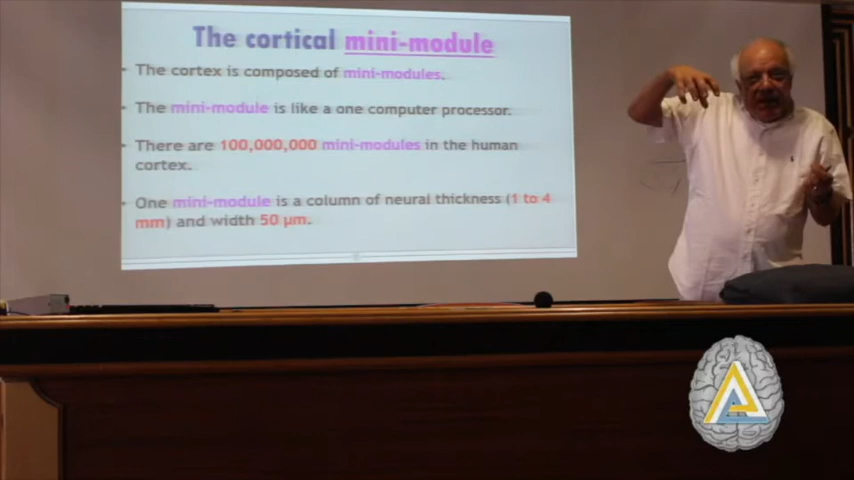 The cortical mini-module
• The cortex is composed of mini-modules.
• The mini-module is like a one computer processor.
• There are 100,000,000 mini-modules in the human
cortex.
• One mini-module is a column of neural thickness (1 to 4
mm) and width 50 µm.